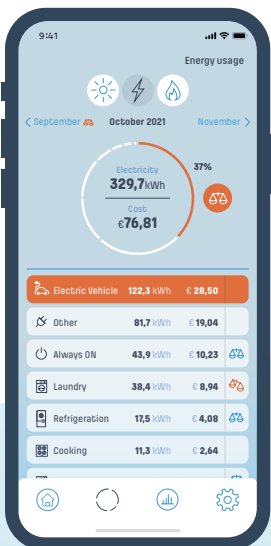 9:41
Energy usage
September October 2021 November
37%
Electricity
329,7kWh
Cost
€76,81
Electric Vehicle 122,3 kWh € 28,50
Other 81,7 kWh € 19,04
Always ON 43,9 kWh € 10,23
Laundry 38,4 kWh € 8,94
Refrigeration 17,5 kWh € 4,08
Cooking 11,3 kWh € 2,64